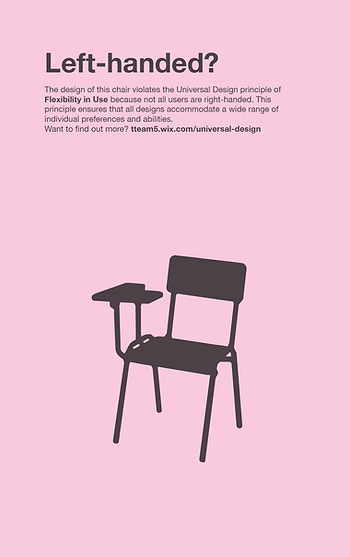 Left-handed?
The design of this chair violates the Universal Design principle of
Flexibility in Use because not all users are right-handed. This
principle ensures that all designs accommodate a wide range of
individual preferences and abilities.
Want to find out more? tteam5.wix.com/universal-design